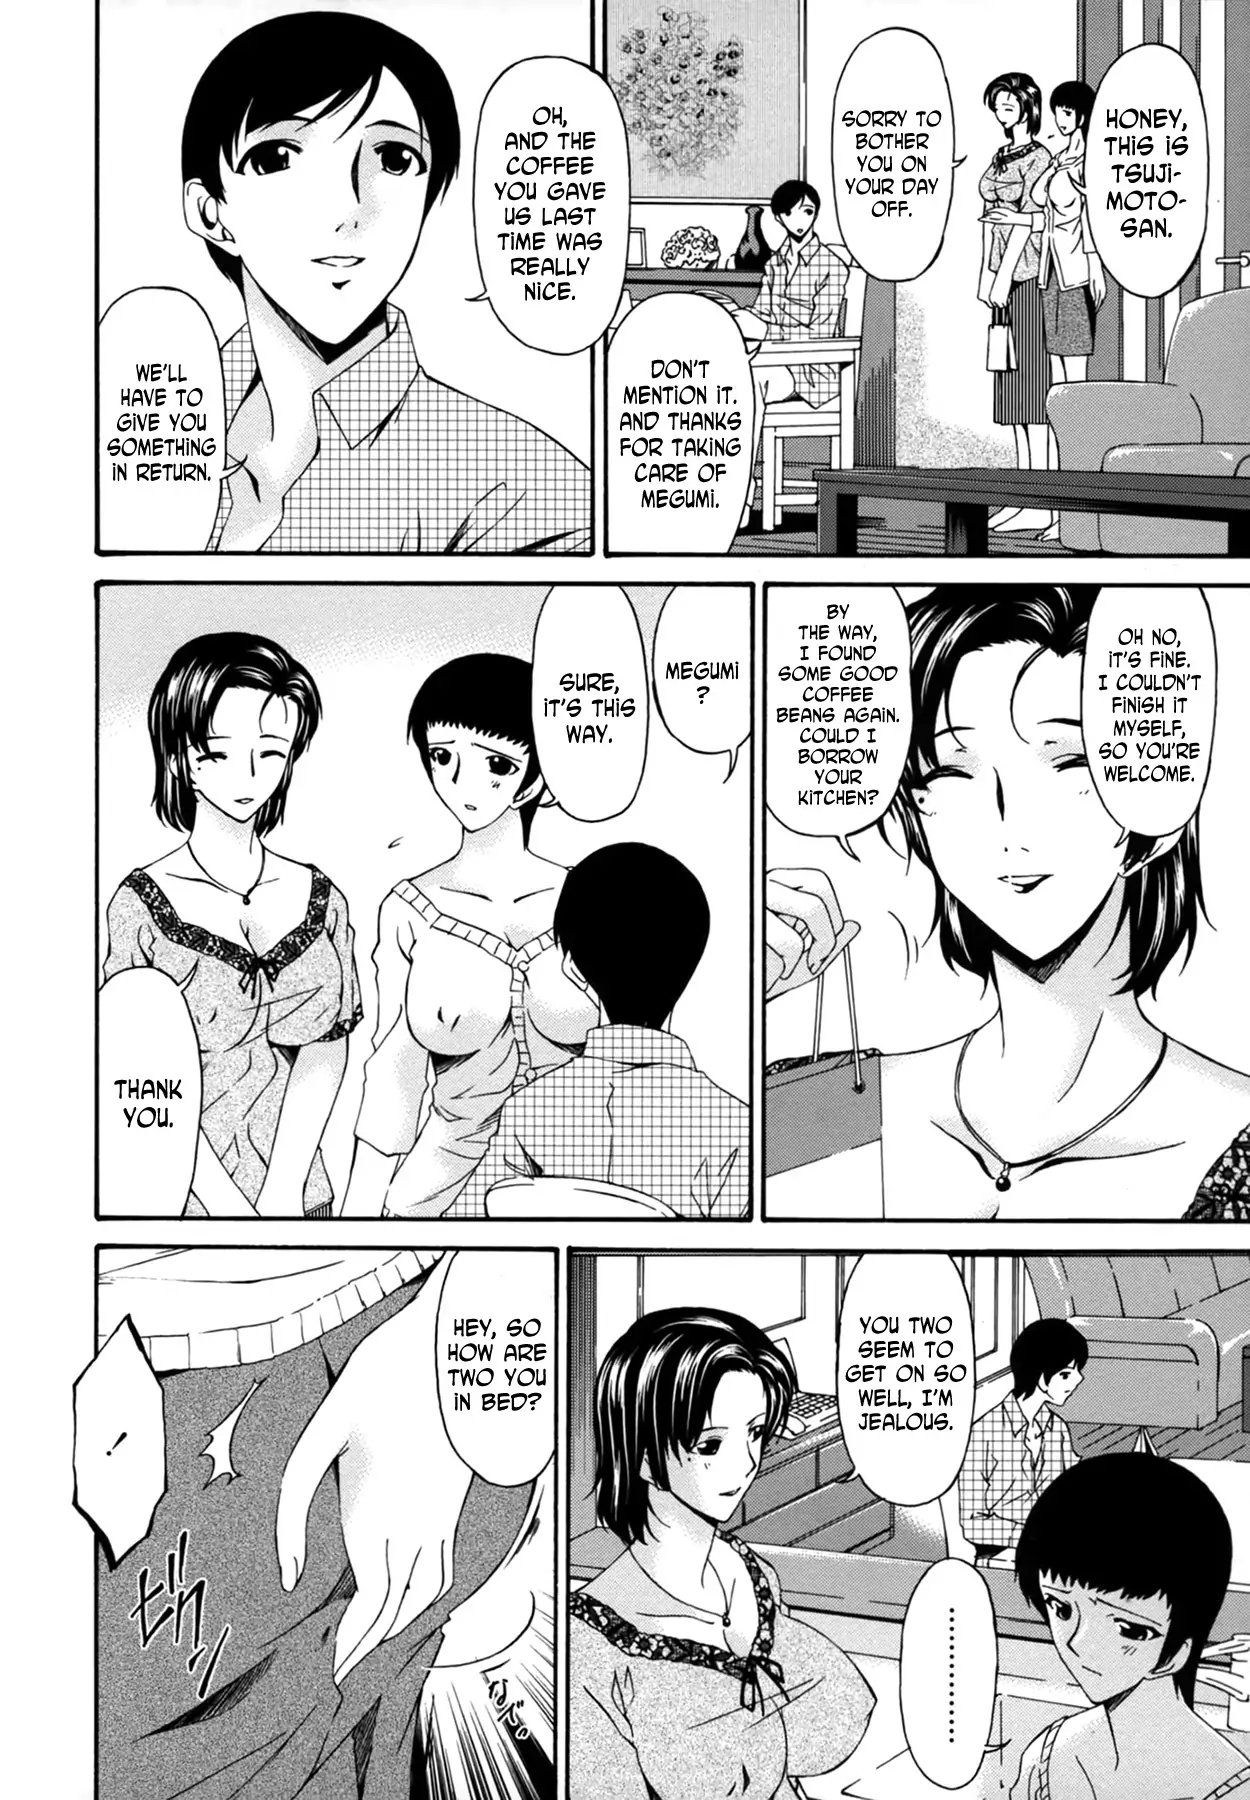 HONEY,
THIS IS
TSUJI-
MOTO-
SAN.
SORRY TO
BOTHER
YOU ON
YOUR DAY
OFF.
DON'T
MENTION IT.
AND THANKS
FOR TAKING
CARE OF
MEGUMI.
OH,
AND THE
COFFEE
YOU GAVE
US LAST
TIME WAS
REALLY
NICE.
WE'LL
HAVE TO
GIVE YOU
SOMETHING
IN RETURN.
OH NO,
IT'S FINE.
I COULDN'T
FINISH IT
MYSELF,
SO YOU'RE
WELCOME.
BY
THE WAY,
I FOUND
SOME GOOD
COFFEE
BEANS AGAIN.
COULD I
BORROW
YOUR
KITCHEN?
MEGUMI
?
SURE,
IT'S THIS
WAY.
THANK
YOU.
YOU TWO
SEEM TO
GET ON SO
WELL, I'M
JEALOUS.
..........
HEY, SO
HOW ARE
TWO YOU
IN BED?
!
ビクッ